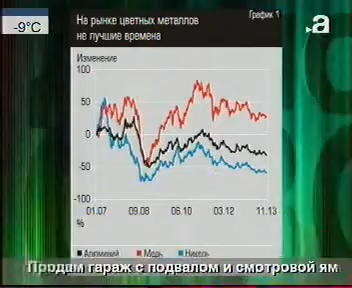 -9°C
График 1
a
На рынке цветных металлов
не лучшие времена
Изменение
100
50
0
-50
-100
01.07 09.08 06.10 03.12 11.13
%
Алюминий Медь Никель
Продам гараж с подвалом и смотровой ям